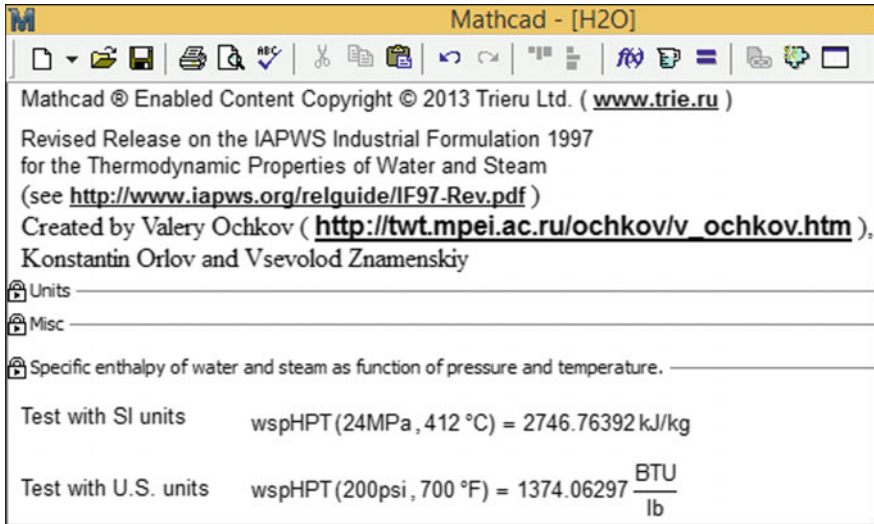 Mathcad - [H2O]
ABC
f(x)
Mathcad ® Enabled Content Copyright © 2013 Trieru Ltd. ( www.trie.ru )
Revised Release on the IAPWS Industrial Formulation 1997
for the Thermodynamic Properties of Water and Steam
(see http://www.iapws.org/relguide/IF97-Rev.pdf )
Created by Valery Ochkov ( http://twt.mpei.ac.ru/ochkov/v_ochkov.htm ),
Konstantin Orlov and Vsevolod Znamenskiy
Units
Misc
Specific enthalpy of water and steam as function of pressure and temperature.
Test with SI units wspHPT(24MPa, 412 °C) = 2746.76392 kJ/kg
Test with U.S. units wspHPT(200psi, 700 °F) = 1374.06297 BTU/lb